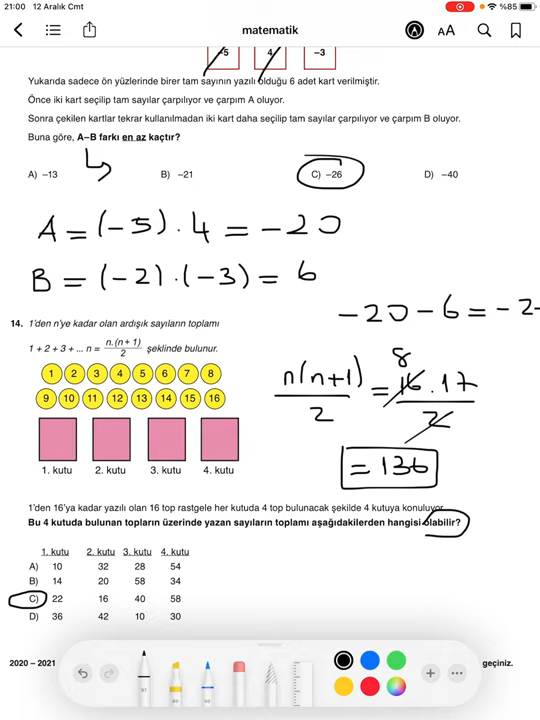 21:00 12 Aralık Cmt %85
matematik
AA
-5 4 -3
Yukarıda sadece ön yüzlerinde birer tam sayının yazılı olduğu 6 adet kart verilmiştir.
Önce iki kart seçilip tam sayılar çarpılıyor ve çarpım A oluyor.
Sonra çekilen kartlar tekrar kullanılmadan iki kart daha seçilip tam sayılar çarpılıyor ve çarpım B oluyor.
Buna göre, A–B farkı en az kaçtır?
A) –13 B) –21 C) –26 D) –40
A = (-5) . 4 = -20
B = (-2) . (-3) = 6
-20 - 6 = -2
14. 1'den n'ye kadar olan ardışık sayıların toplamı
1 + 2 + 3 + ... n = n.(n + 1) / 2 şeklinde bulunur.
1 2 3 4 5 6 7 8
9 10 11 12 13 14 15 16
n(n+1) / 2 = 8 16 . 17 / 2
= 136
1. kutu 2. kutu 3. kutu 4. kutu
1'den 16'ya kadar yazılı olan 16 top rastgele her kutuda 4 top bulunacak şekilde 4 kutuya konuluyor.
Bu 4 kutuda bulunan topların üzerinde yazan sayıların toplamı aşağıdakilerden hangisi olabilir?
1. kutu 2. kutu 3. kutu 4. kutu
A) 10 32 28 54
B) 14 20 58 34
C) 22 16 40 58
D) 36 42 10 30
2020 – 2021 geçiniz.